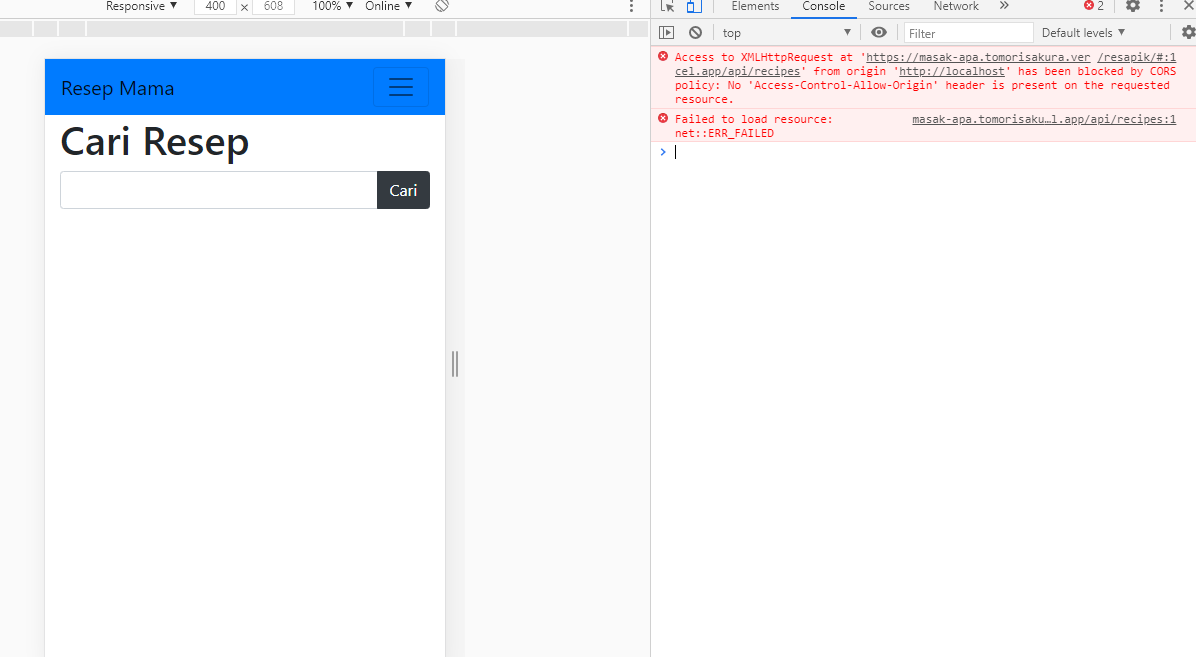 Responsive ▼ 400 × 608 100% ▼ Online ▼
Elements Console Sources Network » 2
top ▼ Filter Default levels ▼
Resep Mama
Cari Resep
Cari
Access to XMLHttpRequest at 'https://masak-apa.tomorisakura.ver /resapik/#:1
cel.app/api/recipes' from origin 'http://localhost' has been blocked by CORS
policy: No 'Access-Control-Allow-Origin' header is present on the requested
resource.
Failed to load resource: masak-apa.tomorisaku…l.app/api/recipes:1
net::ERR_FAILED